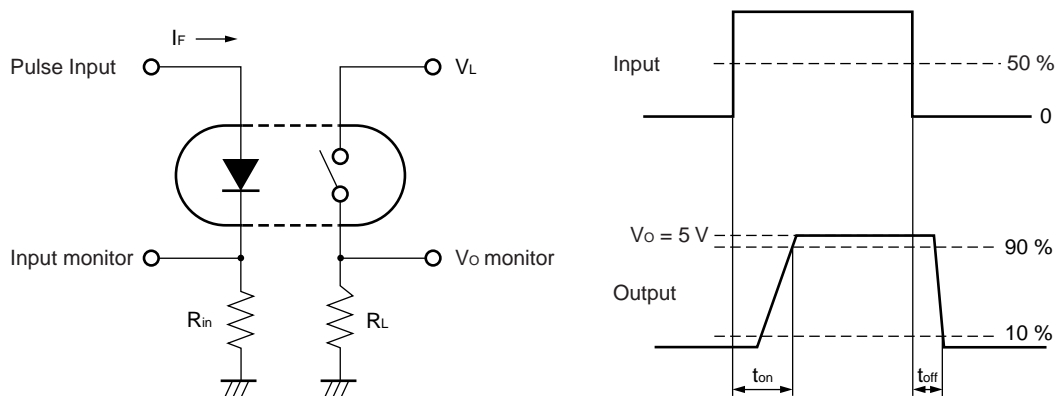 IF
Pulse Input
VL
Input monitor
VO monitor
Rin
RL
Input
50 %
0
VO = 5 V
90 %
Output
10 %
ton
toff